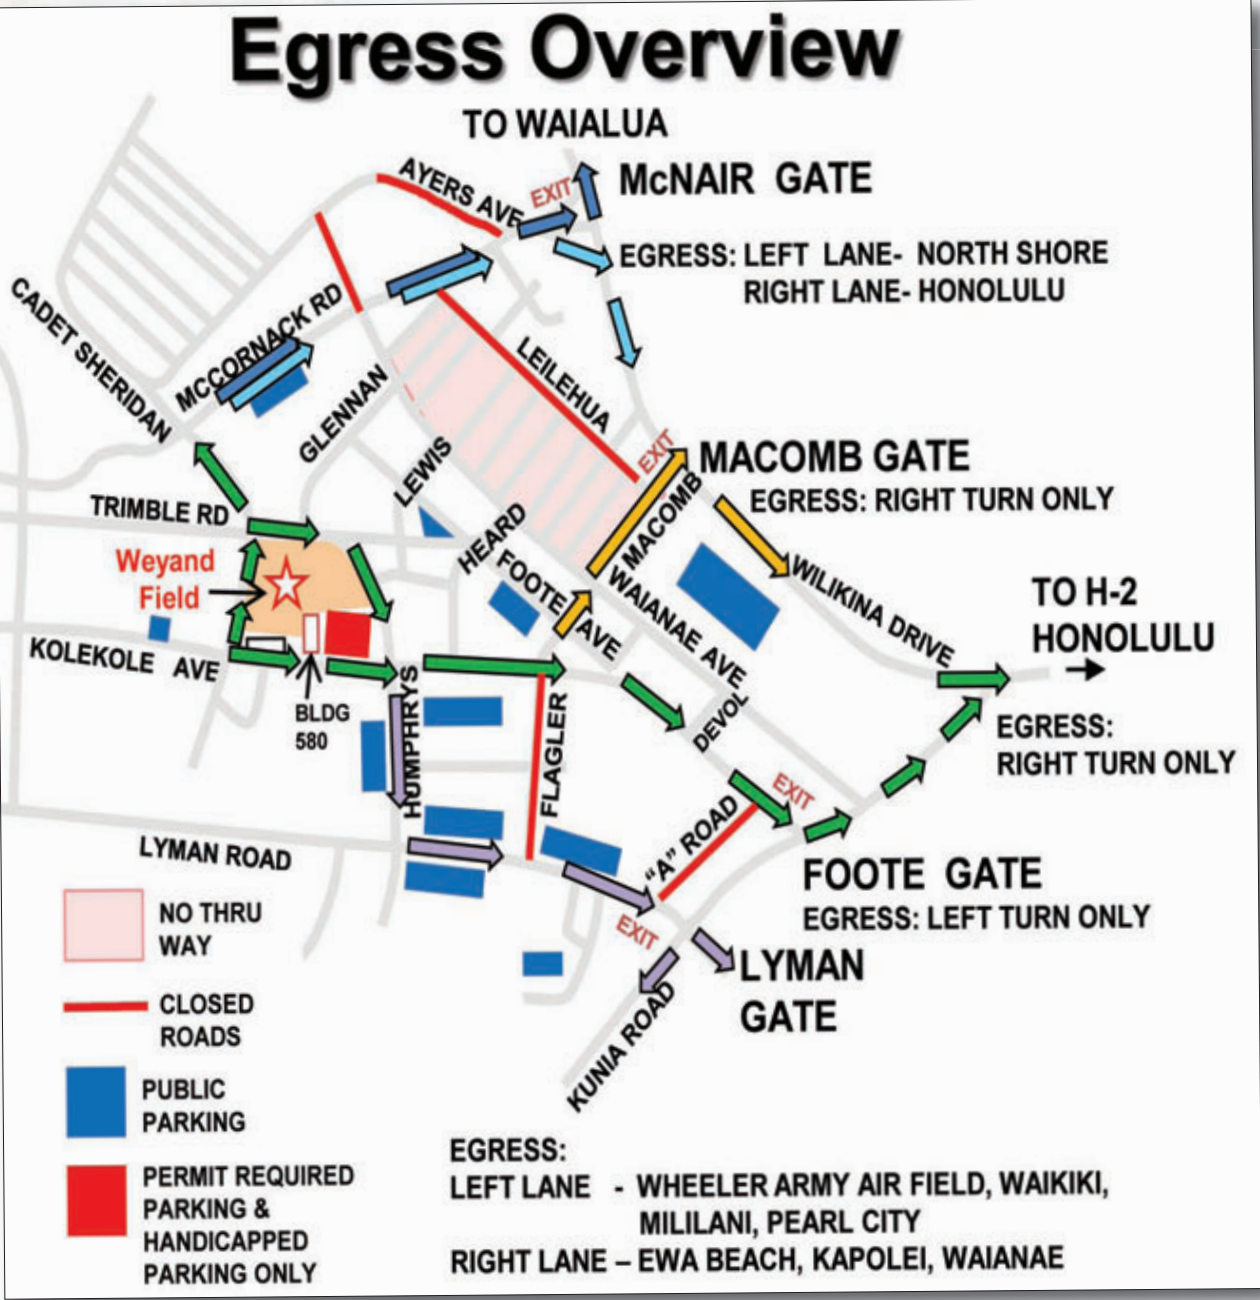 Egress Overview
TO WAIALUA
AYERS AVE
EXIT
McNAIR GATE
EGRESS: LEFT LANE- NORTH SHORE
RIGHT LANE- HONOLULU
CADET SHERIDAN
MCCORNACK RD
GLENNAN
LEILEHUA
LEWIS
EXIT
MACOMB GATE
EGRESS: RIGHT TURN ONLY
MACOMB
TRIMBLE RD
HEARD
Weyand
Field
FOOTE AVE
WAIANAE AVE
WILIKINA DRIVE
TO H-2
HONOLULU
KOLEKOLE AVE
BLDG
580
HUMPHRYS
FLAGLER
DEVOL
EGRESS:
RIGHT TURN ONLY
EXIT
"A" ROAD
LYMAN ROAD
FOOTE GATE
EGRESS: LEFT TURN ONLY
EXIT
LYMAN
GATE
KUNIA ROAD
NO THRU
WAY
CLOSED
ROADS
PUBLIC
PARKING
PERMIT REQUIRED
PARKING &
HANDICAPPED
PARKING ONLY
EGRESS:
LEFT LANE - WHEELER ARMY AIR FIELD, WAIKIKI,
MILILANI, PEARL CITY
RIGHT LANE – EWA BEACH, KAPOLEI, WAIANAE